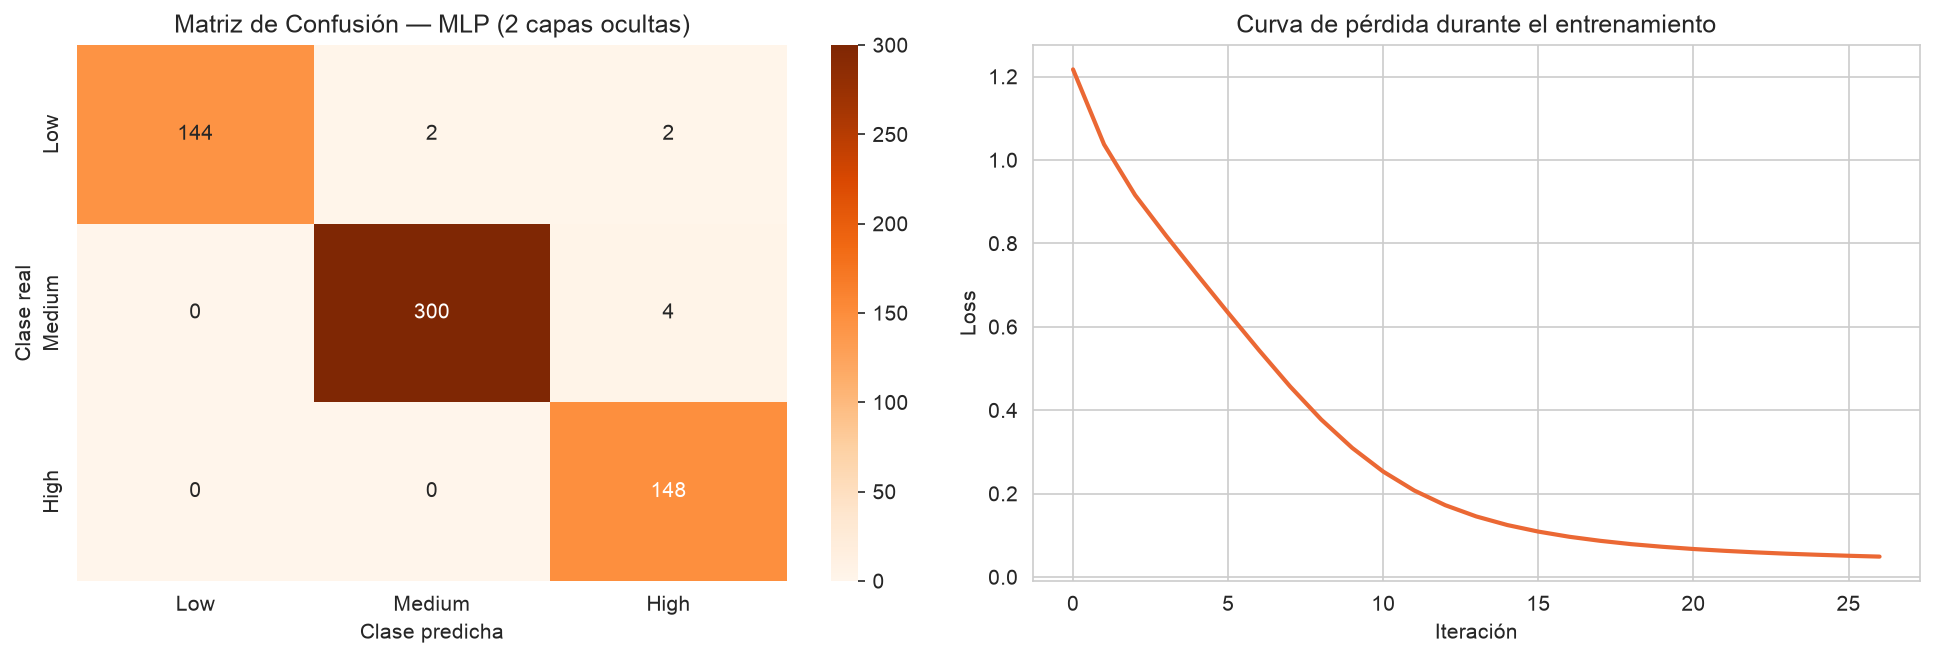 Matriz de Confusión — MLP (2 capas ocultas)
Clase real
Low
144
2
2
Medium
0
300
4
High
0
0
148
Low
Medium
High
Clase predicha
300
250
200
150
100
50
0
Curva de pérdida durante el entrenamiento
Loss
1.2
1.0
0.8
0.6
0.4
0.2
0.0
0
5
10
15
20
25
Iteración